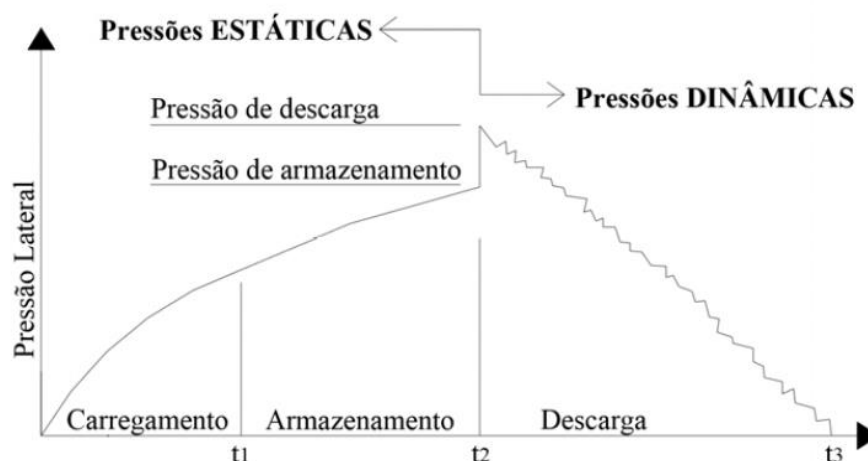 Pressões ESTÁTICAS
Pressões DINÂMICAS
Pressão de descarga
Pressão de armazenamento
Pressão Lateral
Carregamento
Armazenamento
Descarga
t1
t2
t3